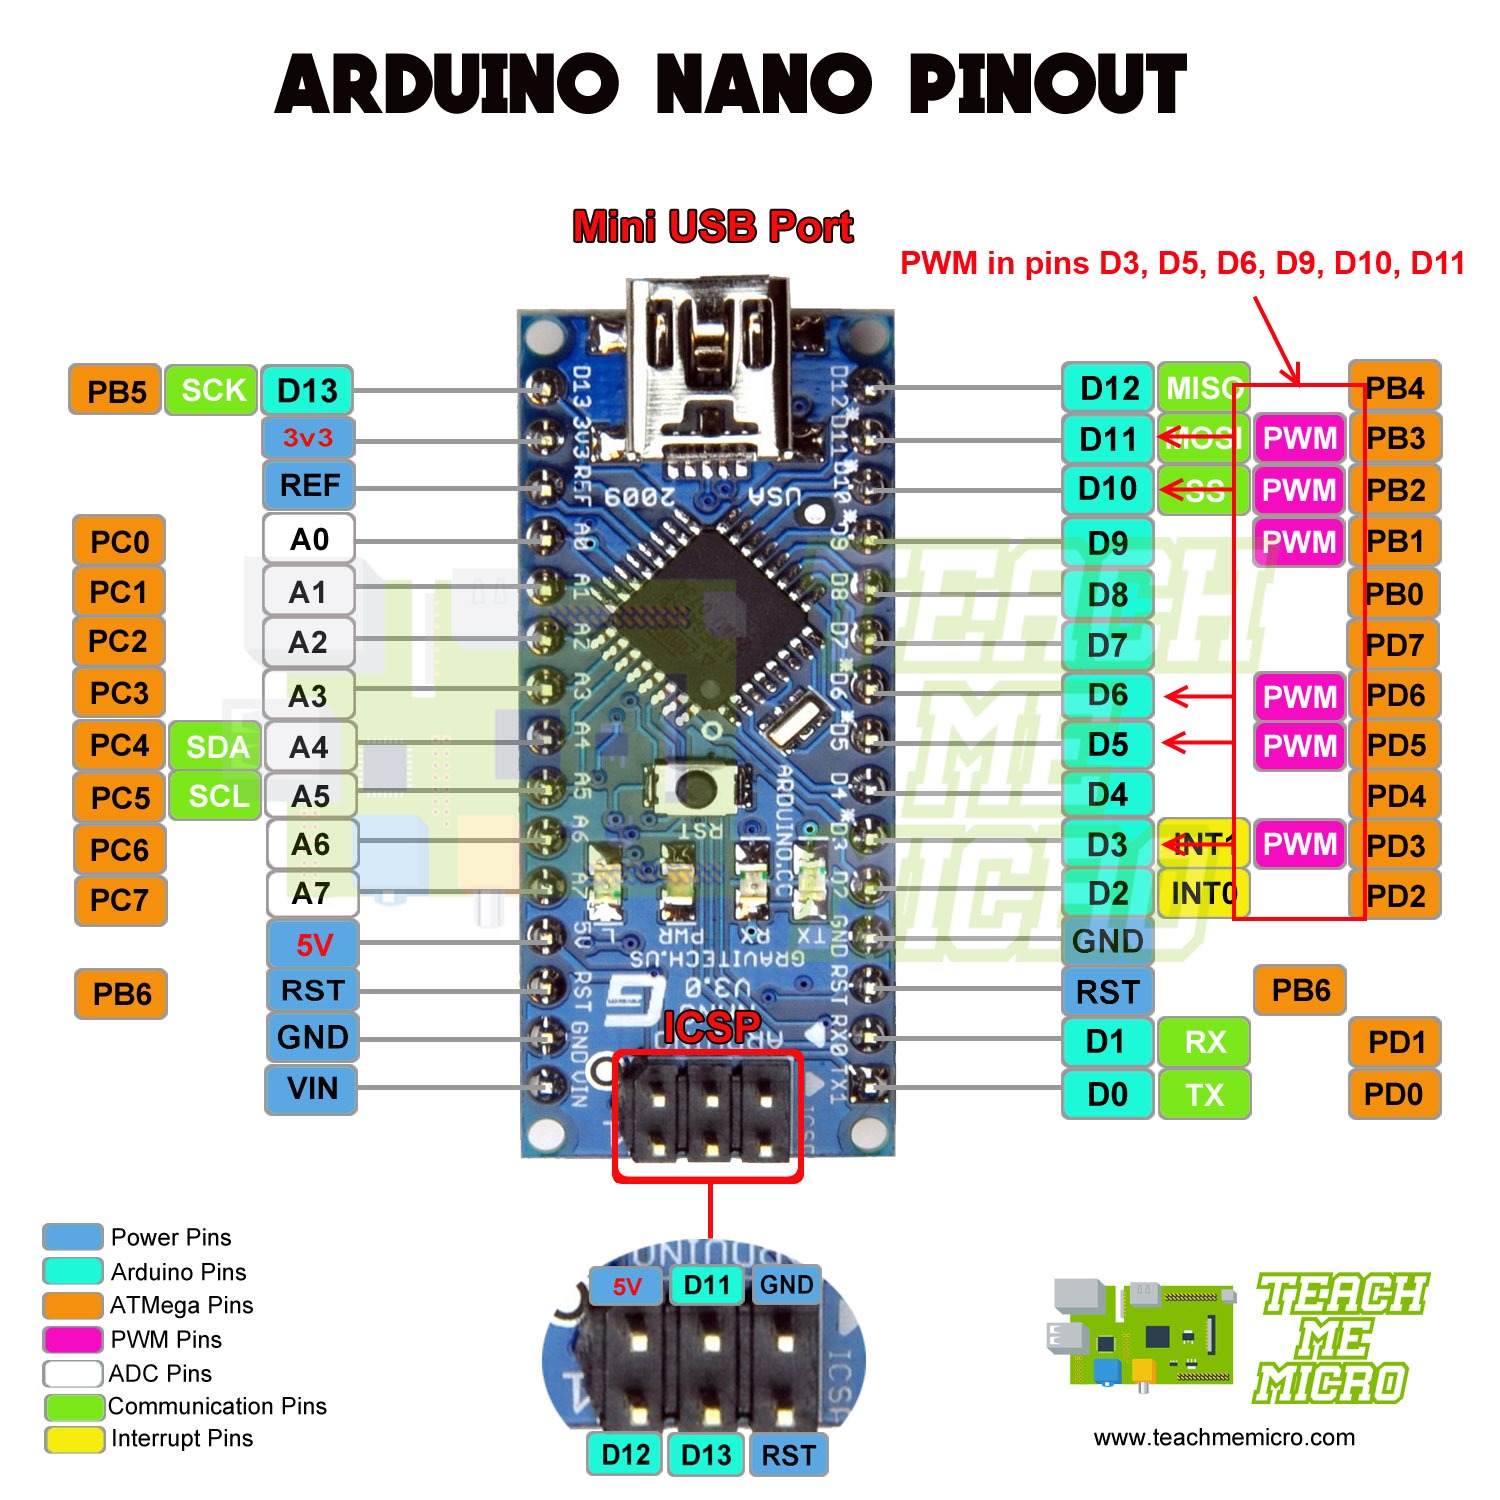 ARDUINO NANO PINOUT
Mini USB Port
PWM in pins D3, D5, D6, D9, D10, D11
PB5 SCK D13
3v3
REF
PC0 A0
PC1 A1
PC2 A2
PC3 A3
PC4 SDA A4
PC5 SCL A5
PC6 A6
PC7 A7
5V
PB6 RST
GND
VIN
D13 3V3 REF A0 A1 A2 A3 A4 A5 A6 A7 5V RST GND VIN
USA
2009
RST
ARDUINO.CC
L PWR RX TX
GRAVITECH.US
V3.0
NANO
ARDUINO
ICSP
ICSP
D12 *D11 *D10 *D9 D8 D7 *D6 *D5 D4 *D3 D2 GND RST RX0 TX1
D12 MISO PB4
D11 MOSI PWM PB3
D10 SS PWM PB2
D9 PWM PB1
D8 PB0
D7 PD7
D6 PWM PD6
D5 PWM PD5
D4 PD4
D3 INT1 PWM PD3
D2 INT0 PD2
GND
RST PB6
D1 RX PD1
D0 TX PD0
TEACH
ME
MICRO
5V D11 GND
ICSP
D12 D13 RST
Power Pins
Arduino Pins
ATMega Pins
PWM Pins
ADC Pins
Communication Pins
Interrupt Pins
TEACH
ME
MICRO
www.teachmemicro.com